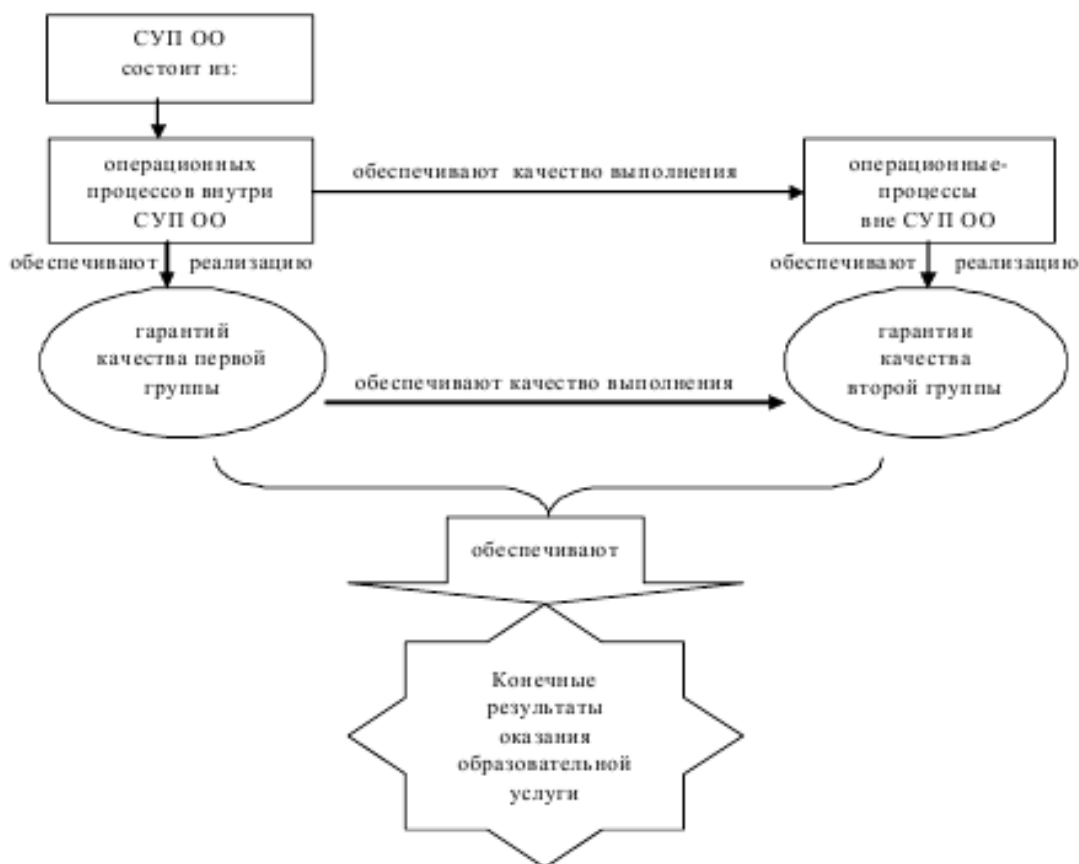 СУП ОО
состоит из:
операционных
процессов внутри
СУП ОО
обеспечивают качество выполнения
операционные-
процессы
вне СУП ОО
обеспечивают реализацию
обеспечивают реализацию
гарантий
качества первой
группы
обеспечивают качество выполнения
гарантии
качества
второй группы
обеспечивают
Конечные
результаты
оказания
образовательной
услуги